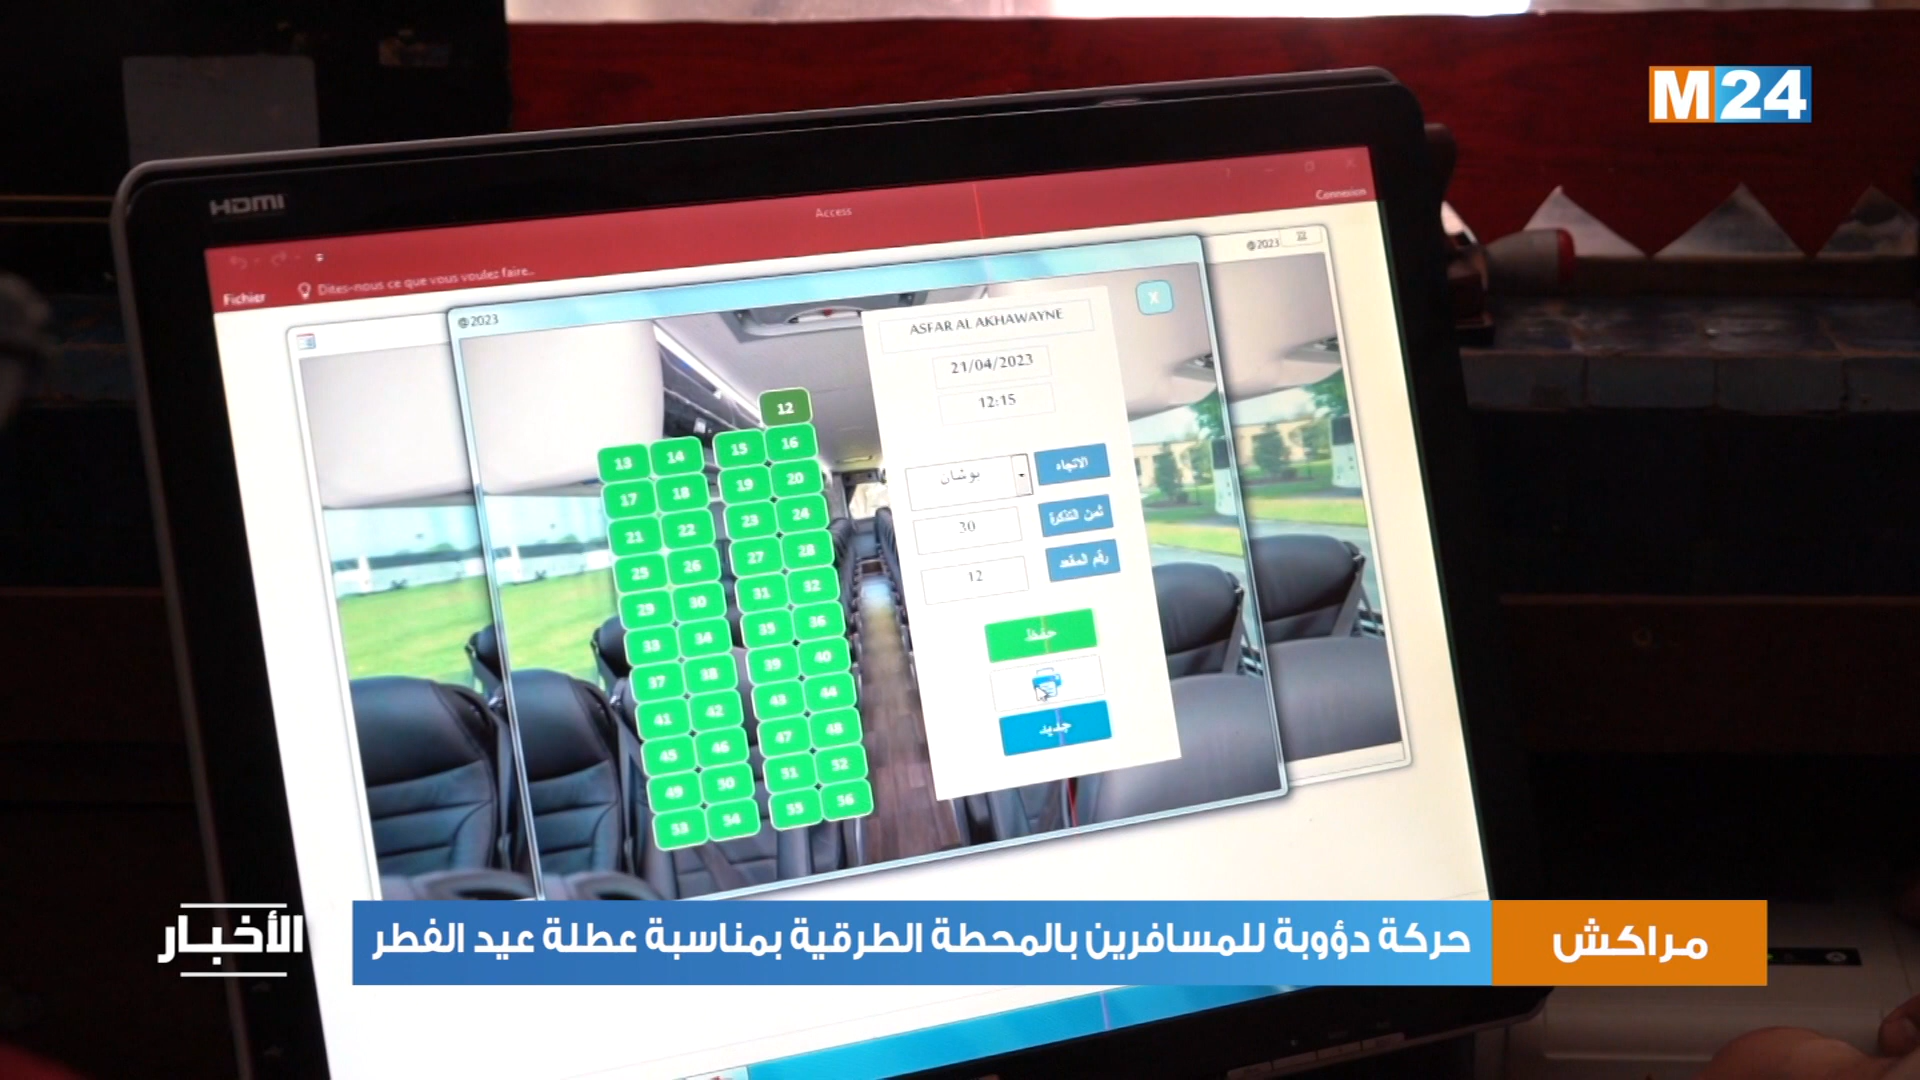 M24
HDMI
Access
Connexion
Fichier
Dites-nous ce que vous voulez faire...
@2023
@2023
X
ASFAR AL AKHAWAYNE
21/04/2023
12:15
بوشان
الاتجاه
30
ثمن التذكرة
12
رقم المقعد
حفظ
جديد
12
13 14 15 16
17 18 19 20
21 22 23 24
25 26 27 28
29 30 31 32
33 34 35 36
37 38 39 40
41 42 43 44
45 46 47 48
49 50 51 52
53 54 55 56
مراكش
حركة دؤوبة للمسافرين بالمحطة الطرقية بمناسبة عطلة عيد الفطر
الأخبار